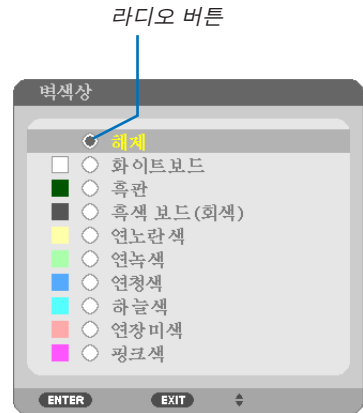 라디오 버튼
벽색상
해제
화이트보드
흑판
흑색 보드(회색)
연노란색
연녹색
연청색
하늘색
연장미색
핑크색
ENTER EXIT